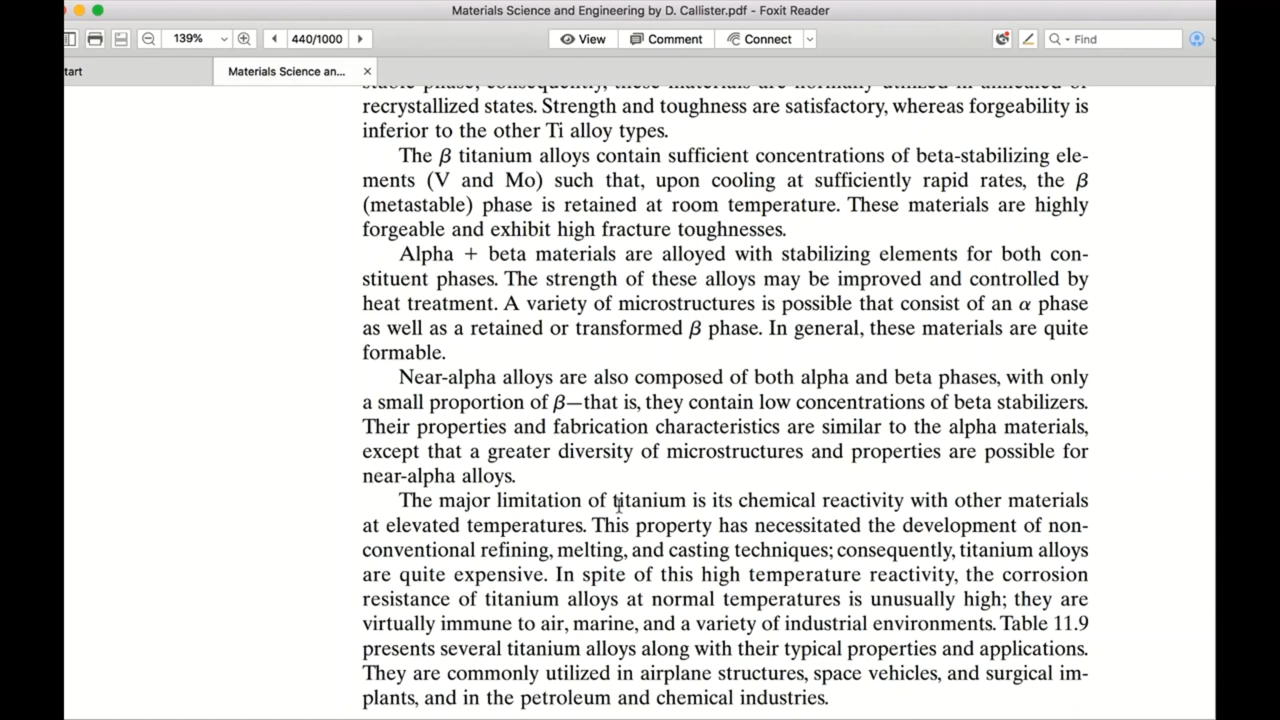 Materials Science and Engineering by D. Callister.pdf - Foxit Reader
139%
440/1000
View
Comment
Connect
Find
tart
Materials Science an...
stable phase; consequently, these materials are normally utilized in annealed or
recrystallized states. Strength and toughness are satisfactory, whereas forgeability is
inferior to the other Ti alloy types.
The β titanium alloys contain sufficient concentrations of beta-stabilizing ele-
ments (V and Mo) such that, upon cooling at sufficiently rapid rates, the β
(metastable) phase is retained at room temperature. These materials are highly
forgeable and exhibit high fracture toughnesses.
Alpha + beta materials are alloyed with stabilizing elements for both con-
stituent phases. The strength of these alloys may be improved and controlled by
heat treatment. A variety of microstructures is possible that consist of an α phase
as well as a retained or transformed β phase. In general, these materials are quite
formable.
Near-alpha alloys are also composed of both alpha and beta phases, with only
a small proportion of β—that is, they contain low concentrations of beta stabilizers.
Their properties and fabrication characteristics are similar to the alpha materials,
except that a greater diversity of microstructures and properties are possible for
near-alpha alloys.
The major limitation of titanium is its chemical reactivity with other materials
at elevated temperatures. This property has necessitated the development of non-
conventional refining, melting, and casting techniques; consequently, titanium alloys
are quite expensive. In spite of this high temperature reactivity, the corrosion
resistance of titanium alloys at normal temperatures is unusually high; they are
virtually immune to air, marine, and a variety of industrial environments. Table 11.9
presents several titanium alloys along with their typical properties and applications.
They are commonly utilized in airplane structures, space vehicles, and surgical im-
plants, and in the petroleum and chemical industries.